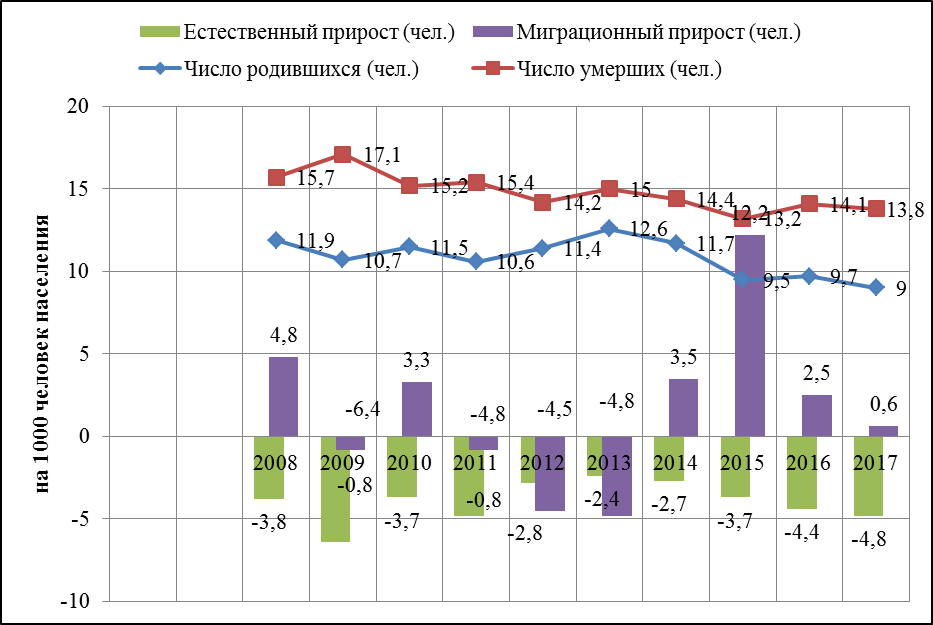 Естественный прирост (чел.) Миграционный прирост (чел.)
Число родившихся (чел.) Число умерших (чел.)
на 1000 человек населения
20
15
10
5
0
-5
-10
15,7 17,1 15,2 15,4 14,2 15 14,4 13,2 14,1 13,8
11,9 10,7 11,5 10,6 11,4 12,6 11,7 9,5 9,7 9
4,8 -0,8 3,3 -0,8 -4,5 -4,8 3,5 12,2 2,5 0,6
2008 2009 2010 2011 2012 2013 2014 2015 2016 2017
-3,8 -6,4 -3,7 -4,8 -2,8 -2,4 -2,7 -3,7 -4,4 -4,8